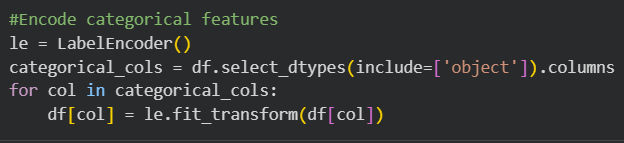 #Encode categorical features
le = LabelEncoder()
categorical_cols = df.select_dtypes(include=['object']).columns
for col in categorical_cols:
    df[col] = le.fit_transform(df[col])